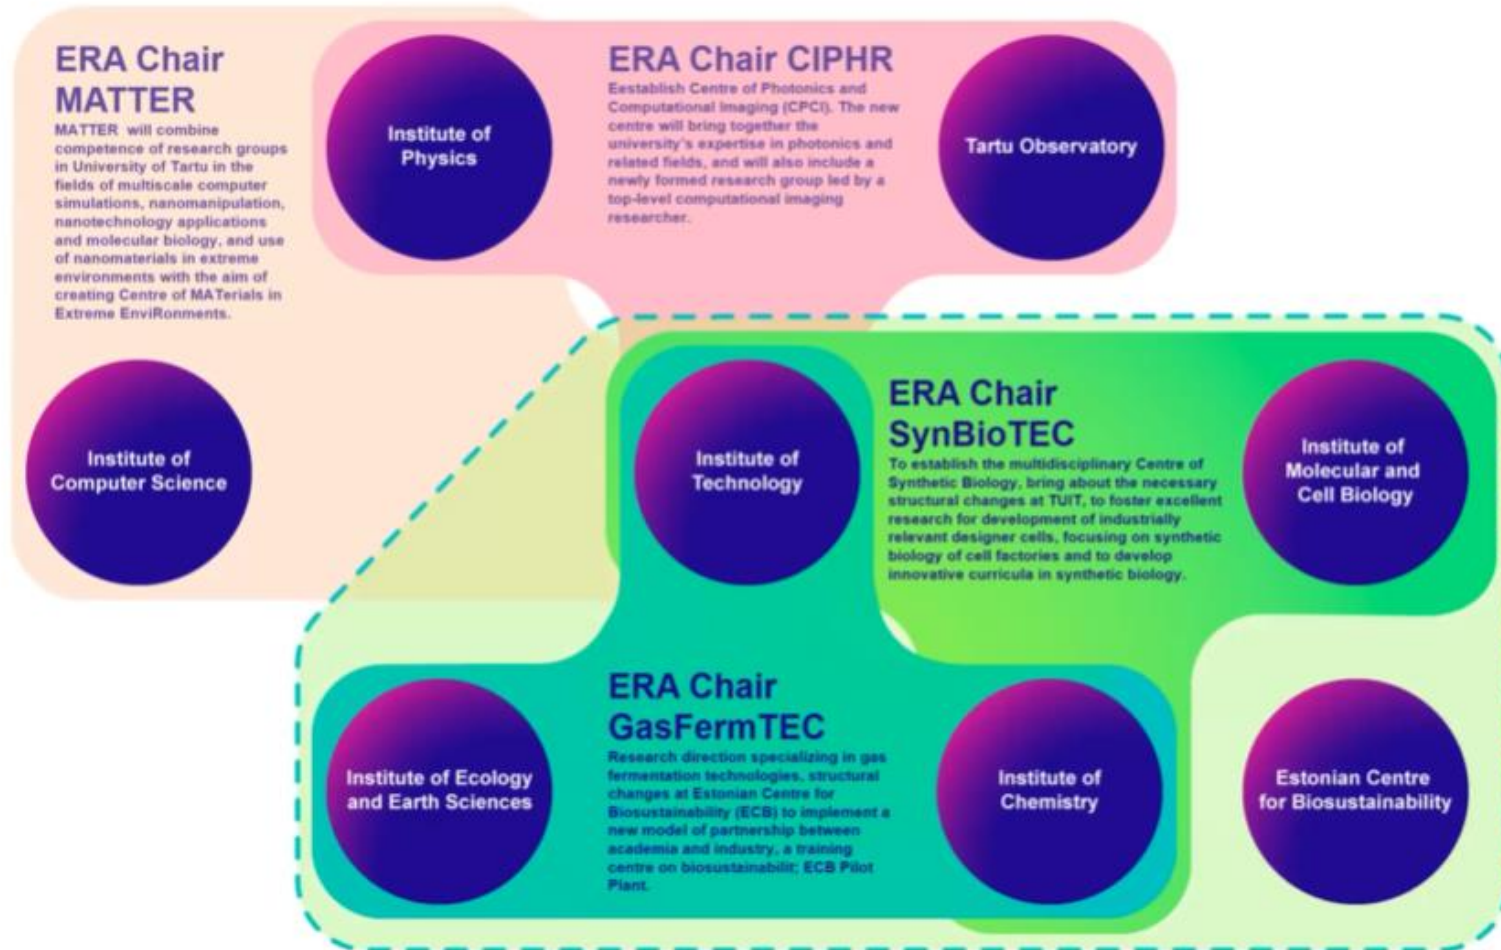 ERA Chair
MATTER
MATTER will combine
competence of research groups
in University of Tartu in the
fields of multiscale computer
simulations, nanomanipulation,
nanotechnology applications
and molecular biology, and use
of nanomaterials in extreme
environments with the aim of
creating Centre of MATerials in
Extreme EnviRonments.
Institute of
Physics
ERA Chair CIPHR
Eestablish Centre of Photonics and
Computational Imaging (CPCI). The new
centre will bring together the
university's expertise in photonics and
related fields, and will also include a
newly formed research group led by a
top-level computational imaging
researcher.
Tartu Observatory
Institute of
Computer Science
Institute of
Technology
ERA Chair
SynBioTEC
To establish the multidisciplinary Centre of
Synthetic Biology, bring about the necessary
structural changes at TUIT, to foster excellent
research for development of industrially
relevant designer cells, focusing on synthetic
biology of cell factories and to develop
innovative curricula in synthetic biology.
Institute of
Molecular and
Cell Biology
Institute of Ecology
and Earth Sciences
ERA Chair
GasFermTEC
Research direction specializing in gas
fermentation technologies, structural
changes at Estonian Centre for
Biosustainability (ECB) to implement a
new model of partnership between
academia and industry, a training
centre on biosustainabilit; ECB Pilot
Plant.
Institute of
Chemistry
Estonian Centre
for Biosustainability